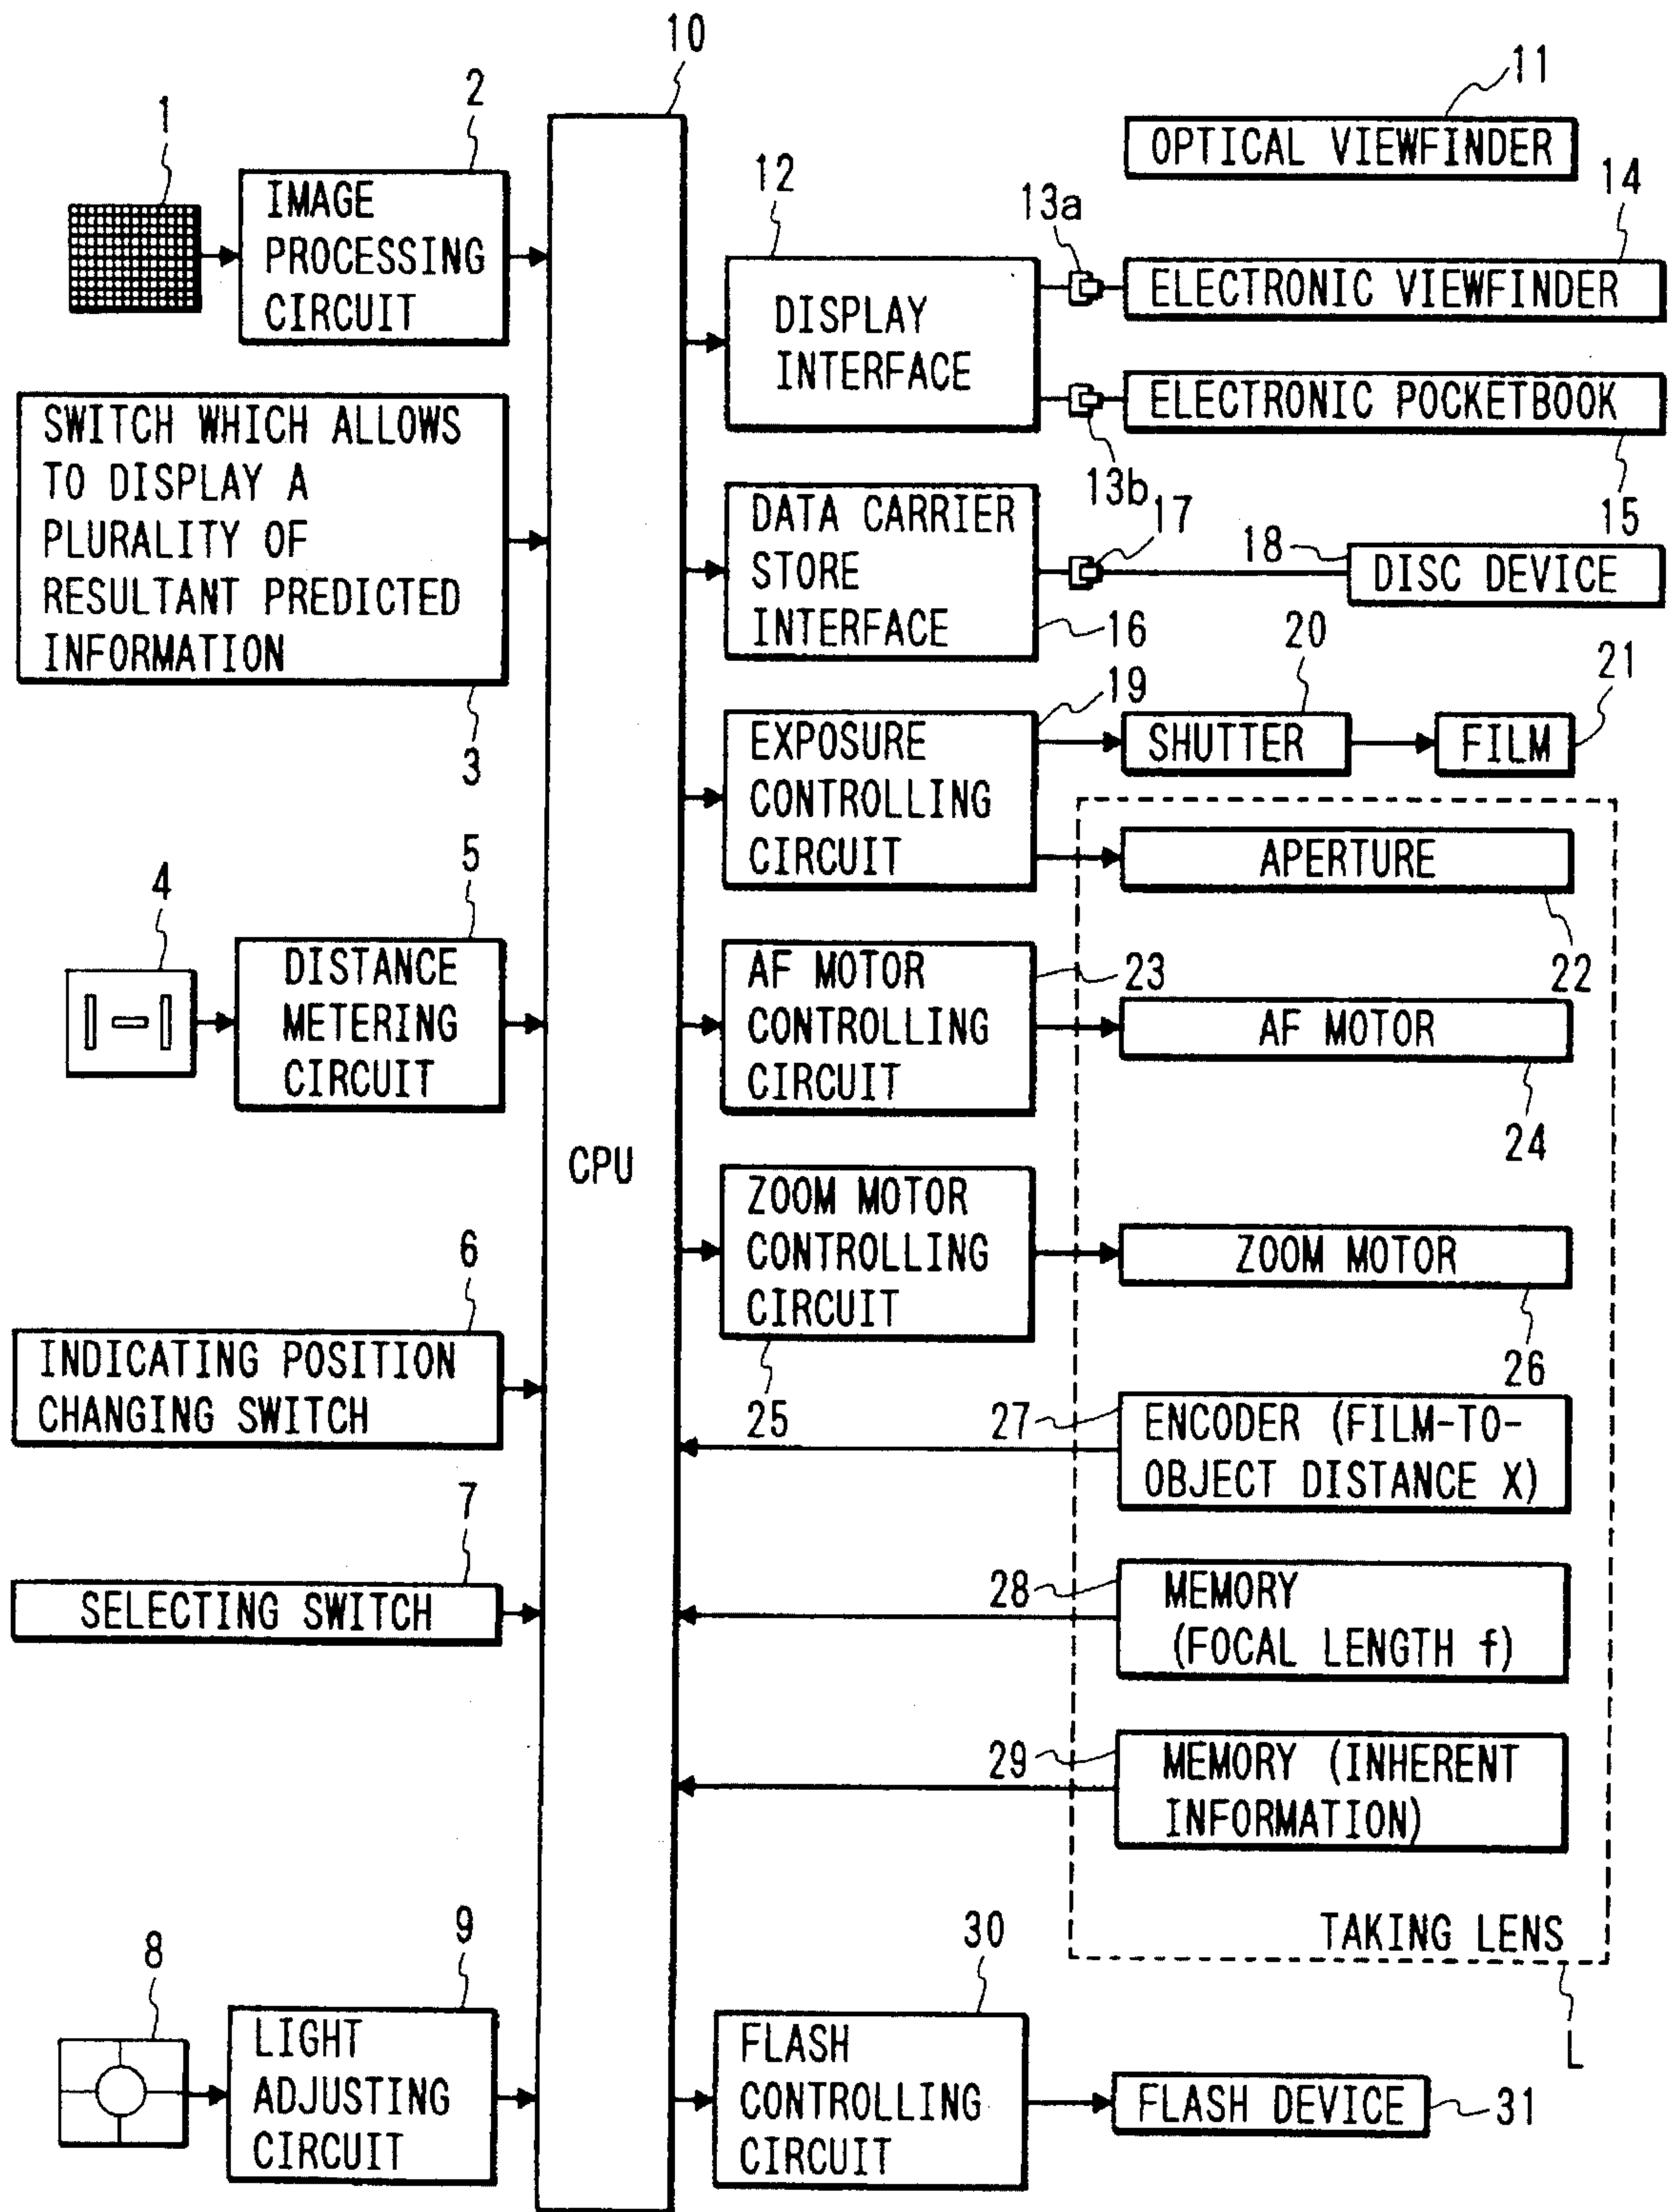 10
11
1
2
OPTICAL VIEWFINDER
IMAGE
PROCESSING
CIRCUIT
12
13a
14
DISPLAY
INTERFACE
ELECTRONIC VIEWFINDER
ELECTRONIC POCKETBOOK
13b
15
SWITCH WHICH ALLOWS
TO DISPLAY A
PLURALITY OF
RESULTANT PREDICTED
INFORMATION
3
DATA CARRIER
STORE
INTERFACE
16
17
18
DISC DEVICE
19
20
21
EXPOSURE
CONTROLLING
CIRCUIT
SHUTTER
FILM
APERTURE
22
4
5
DISTANCE
METERING
CIRCUIT
AF MOTOR
CONTROLLING
CIRCUIT
23
AF MOTOR
24
CPU
ZOOM MOTOR
CONTROLLING
CIRCUIT
25
ZOOM MOTOR
26
6
INDICATING POSITION
CHANGING SWITCH
27
ENCODER (FILM-TO-
OBJECT DISTANCE X)
7
SELECTING SWITCH
28
MEMORY
(FOCAL LENGTH f)
29
MEMORY (INHERENT
INFORMATION)
TAKING LENS
L
8
9
LIGHT
ADJUSTING
CIRCUIT
30
FLASH
CONTROLLING
CIRCUIT
FLASH DEVICE
31